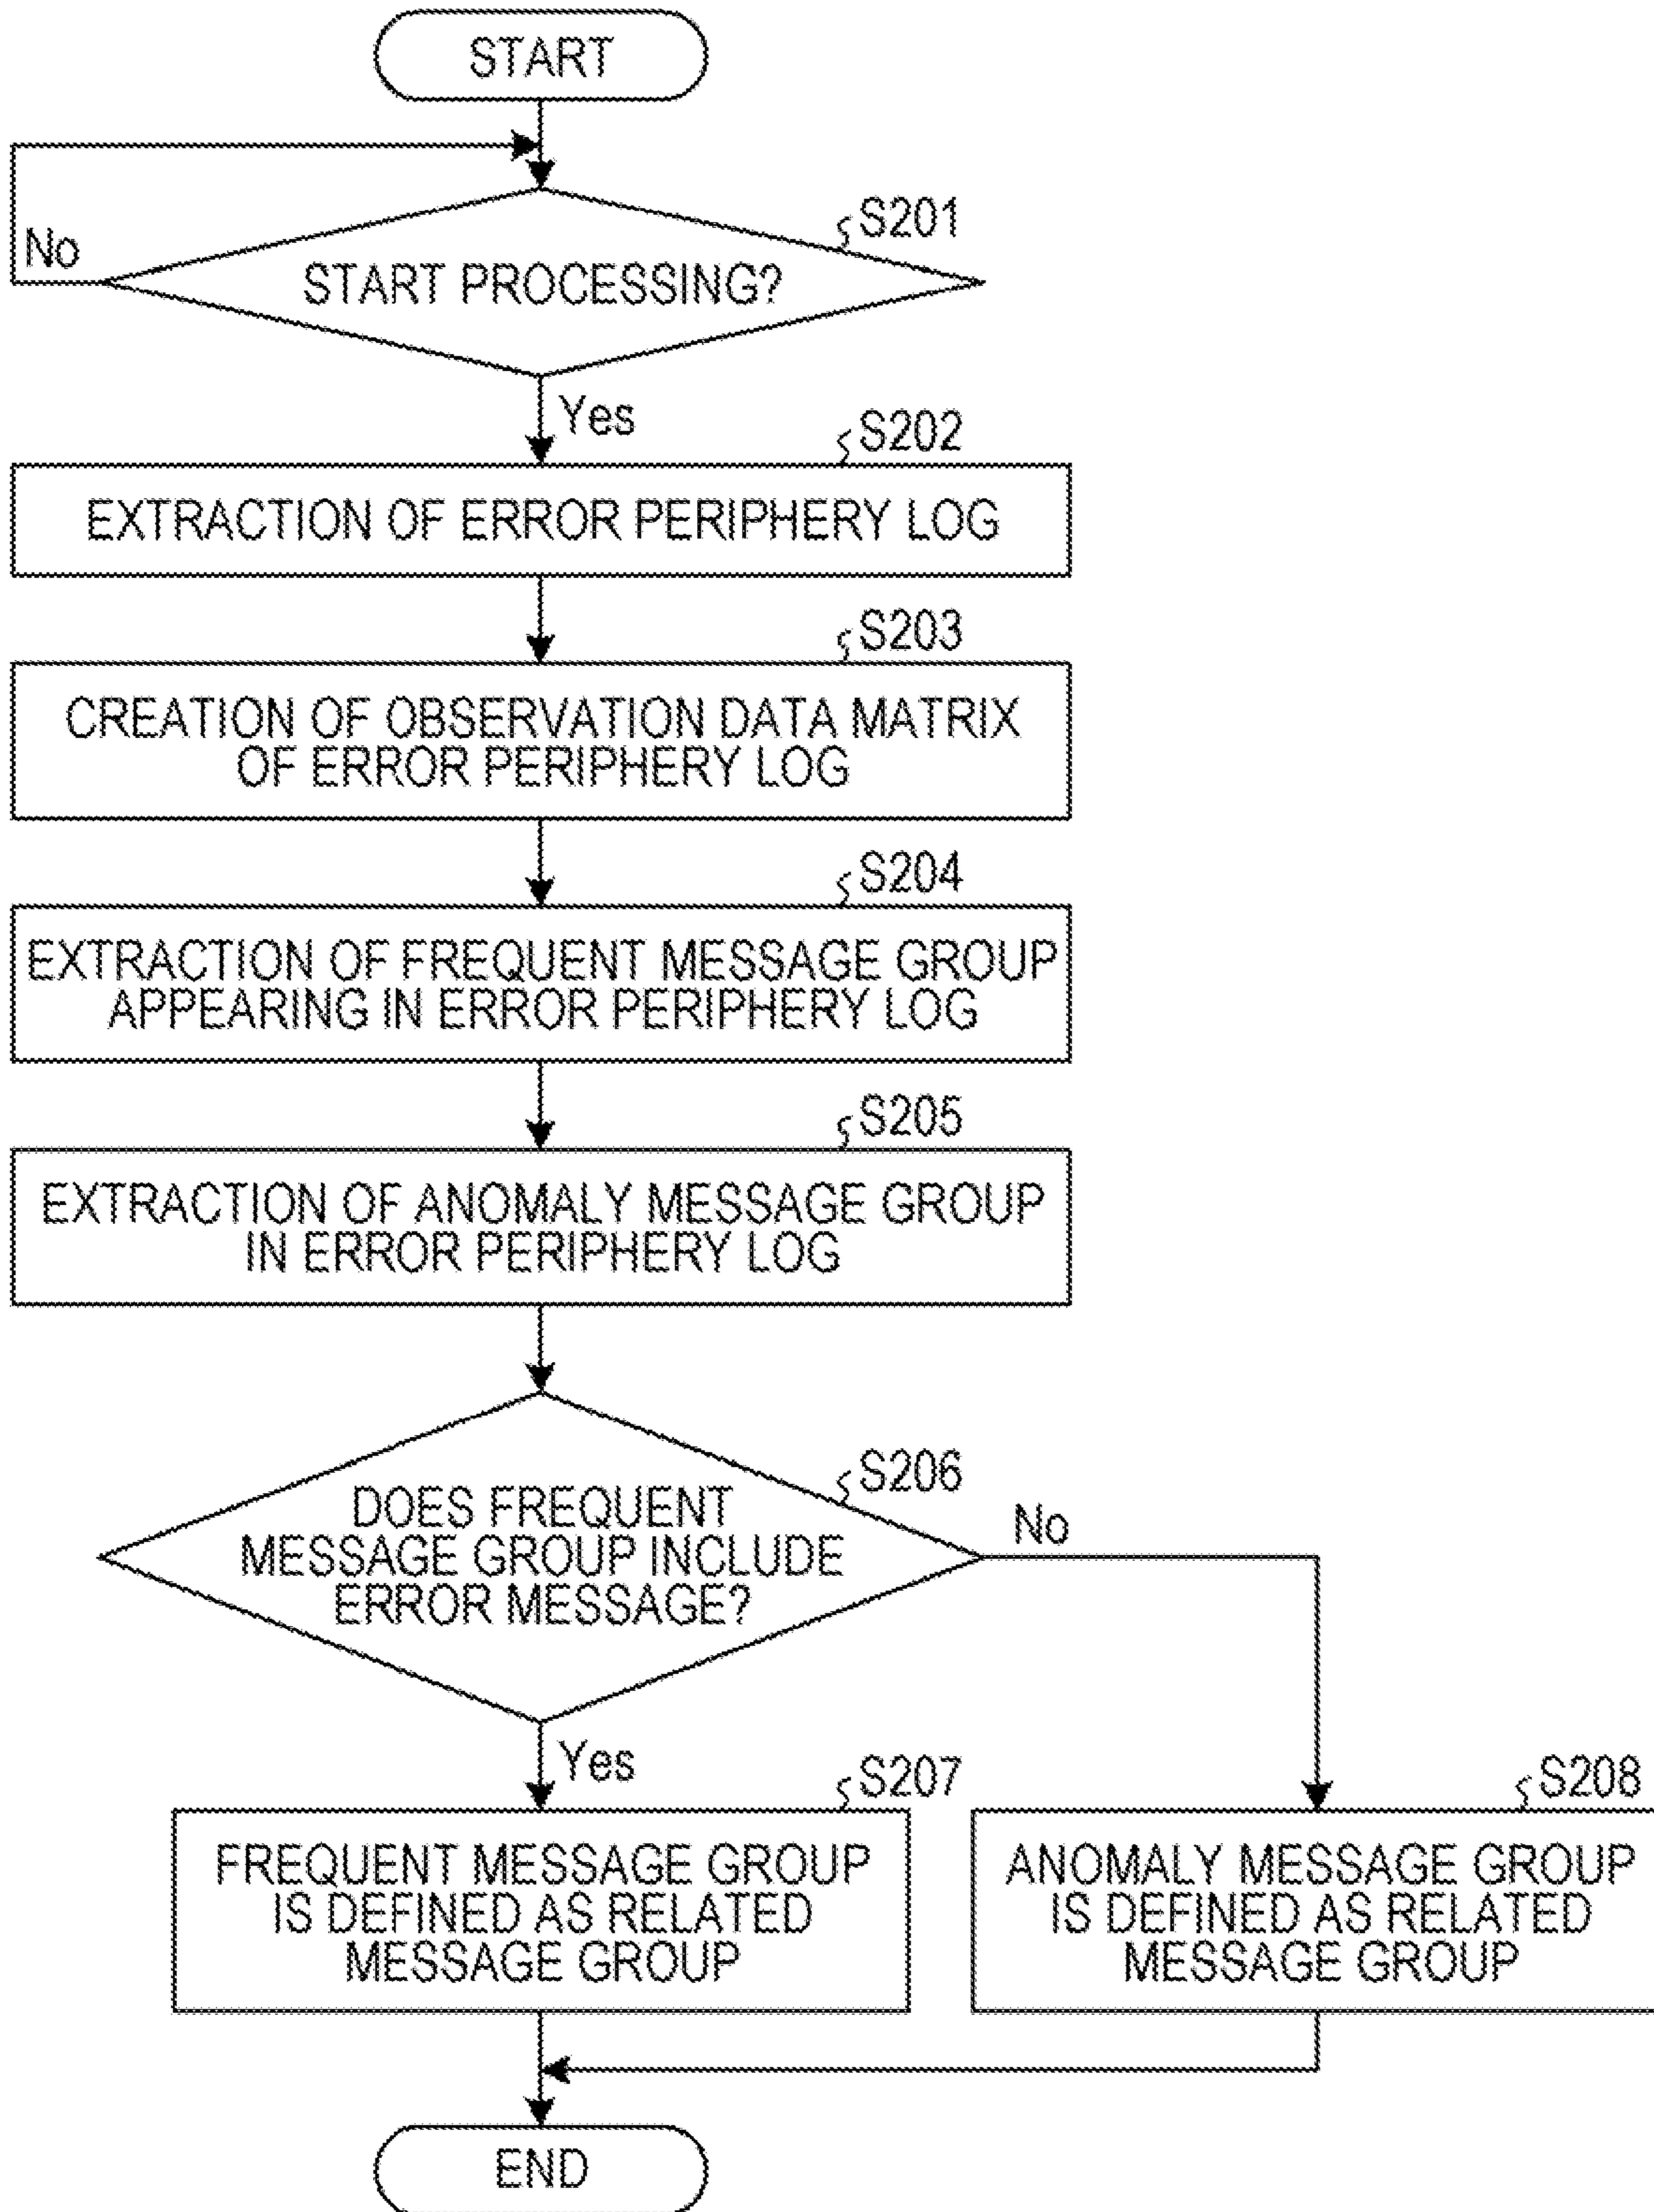 START
S201
No
START PROCESSING?
Yes
S202
EXTRACTION OF ERROR PERIPHERY LOG
S203
CREATION OF OBSERVATION DATA MATRIX
OF ERROR PERIPHERY LOG
S204
EXTRACTION OF FREQUENT MESSAGE GROUP
APPEARING IN ERROR PERIPHERY LOG
S205
EXTRACTION OF ANOMALY MESSAGE GROUP
IN ERROR PERIPHERY LOG
S206
DOES FREQUENT
MESSAGE GROUP INCLUDE
ERROR MESSAGE?
No
Yes
S207
FREQUENT MESSAGE GROUP
IS DEFINED AS RELATED
MESSAGE GROUP
S208
ANOMALY MESSAGE GROUP
IS DEFINED AS RELATED
MESSAGE GROUP
END